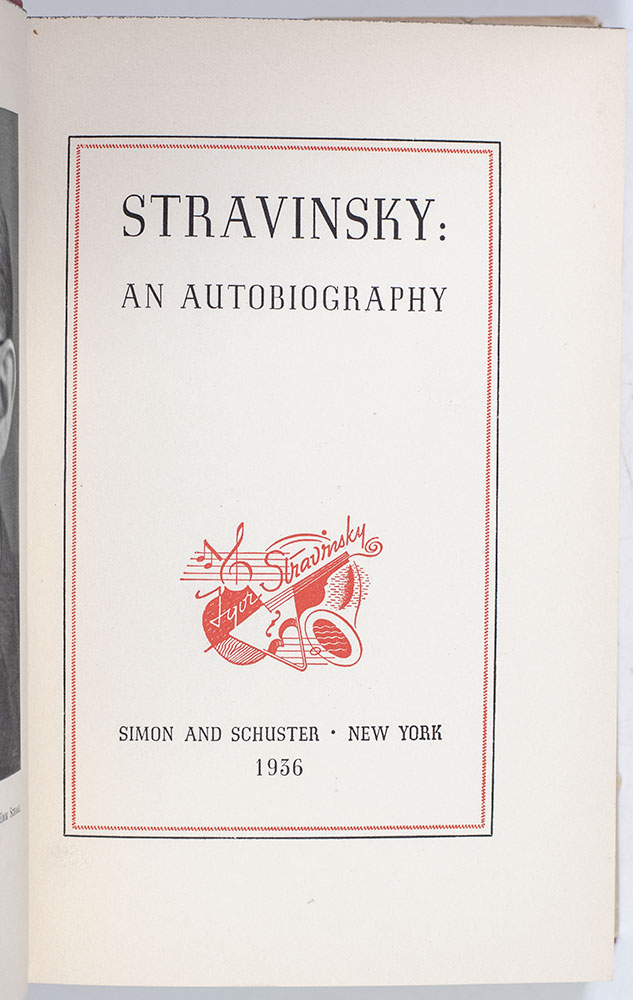 STRAVINSKY:
AN AUTOBIOGRAPHY
Igor Stravinsky
SIMON AND SCHUSTER · NEW YORK
1936